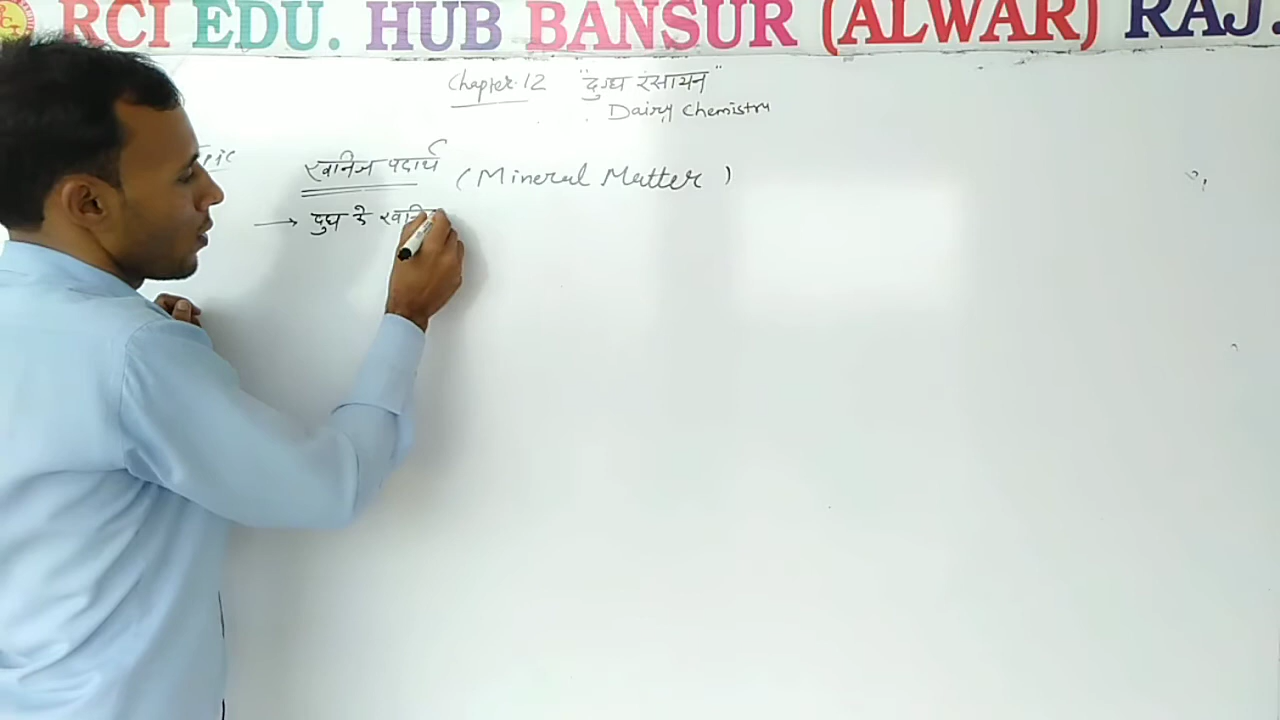 RCI EDU. HUB BANSUR (ALWAR) RAJ.
Chapter-12 "दुग्ध रसायन"
Dairy Chemistry
खनिज पदार्थ (Mineral Matter)
→ दुग्ध के